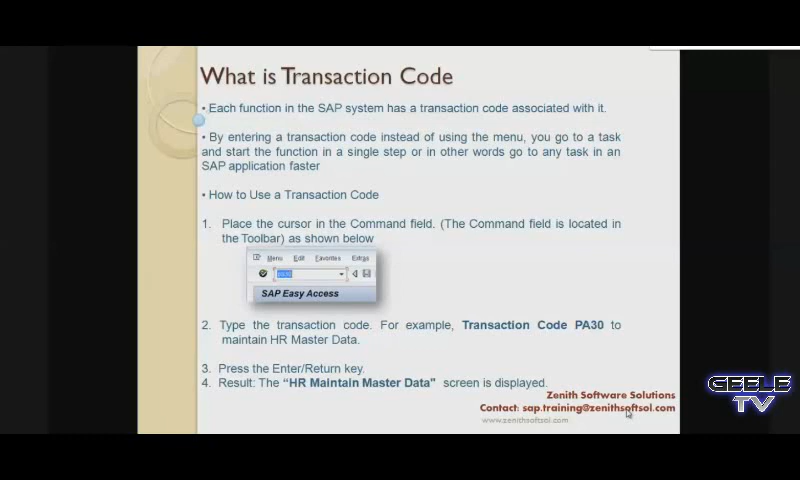 What is Transaction Code
• Each function in the SAP system has a transaction code associated with it.
• By entering a transaction code instead of using the menu, you go to a task
and start the function in a single step or in other words go to any task in an
SAP application faster
• How to Use a Transaction Code
1. Place the cursor in the Command field. (The Command field is located in
the Toolbar) as shown below
Menu Edit Favorites Extras
SAP Easy Access
2. Type the transaction code. For example, Transaction Code PA30 to
maintain HR Master Data.
3. Press the Enter/Return key.
4. Result: The “HR Maintain Master Data” screen is displayed.
GEELE
TV
Zenith Software Solutions
Contact: sap.training@zenithsoftsol.com
www.zenithsoftsol.com